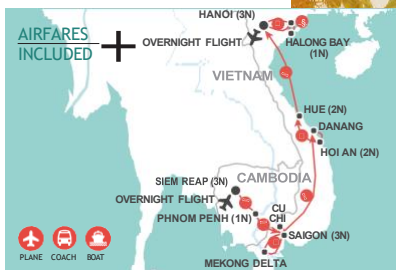 AIRFARES
INCLUDED
+
HANOI (3N)
OVERNIGHT FLIGHT
HALONG BAY
(1N)
VIETNAM
HUE (2N)
DANANG
HOI AN (2N)
CAMBODIA
SIEM REAP (3N)
OVERNIGHT FLIGHT
PHNOM PENH (1N)
CU
CHI
SAIGON (3N)
MEKONG DELTA
PLANE COACH BOAT